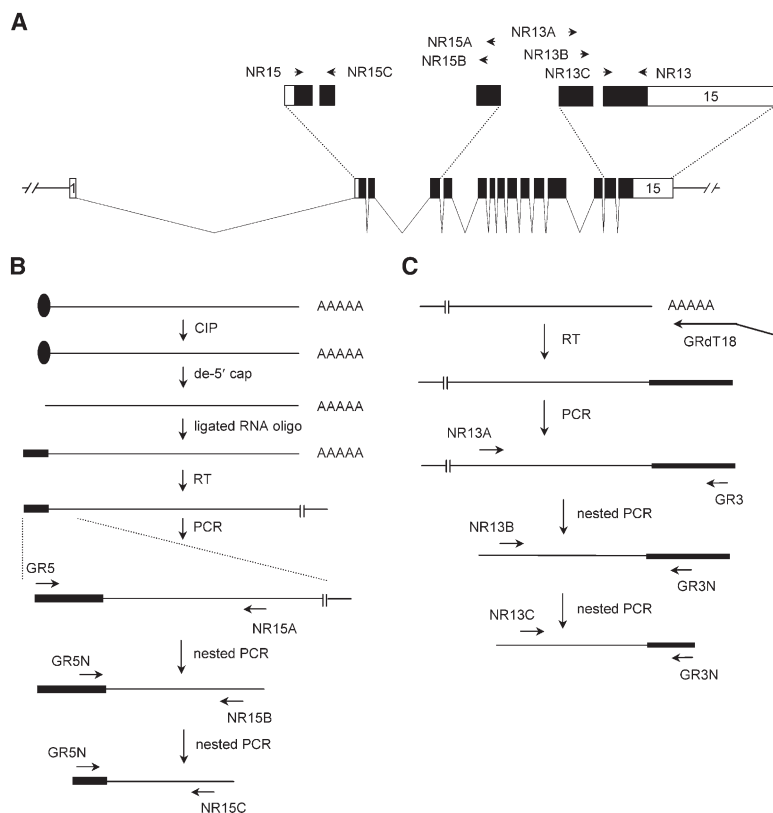 A
NR13A
NR15A
NR13B
NR15B
NR15 NR15C NR13C NR13
15
1 15
B
AAAAA
CIP
AAAAA
de-5' cap
AAAAA
ligated RNA oligo
AAAAA
RT
PCR
GR5
NR15A
nested PCR
GR5N
NR15B
nested PCR
GR5N
NR15C
C
AAAAA
GRdT18
RT
PCR
NR13A
GR3
nested PCR
NR13B
GR3N
nested PCR
NR13C
GR3N